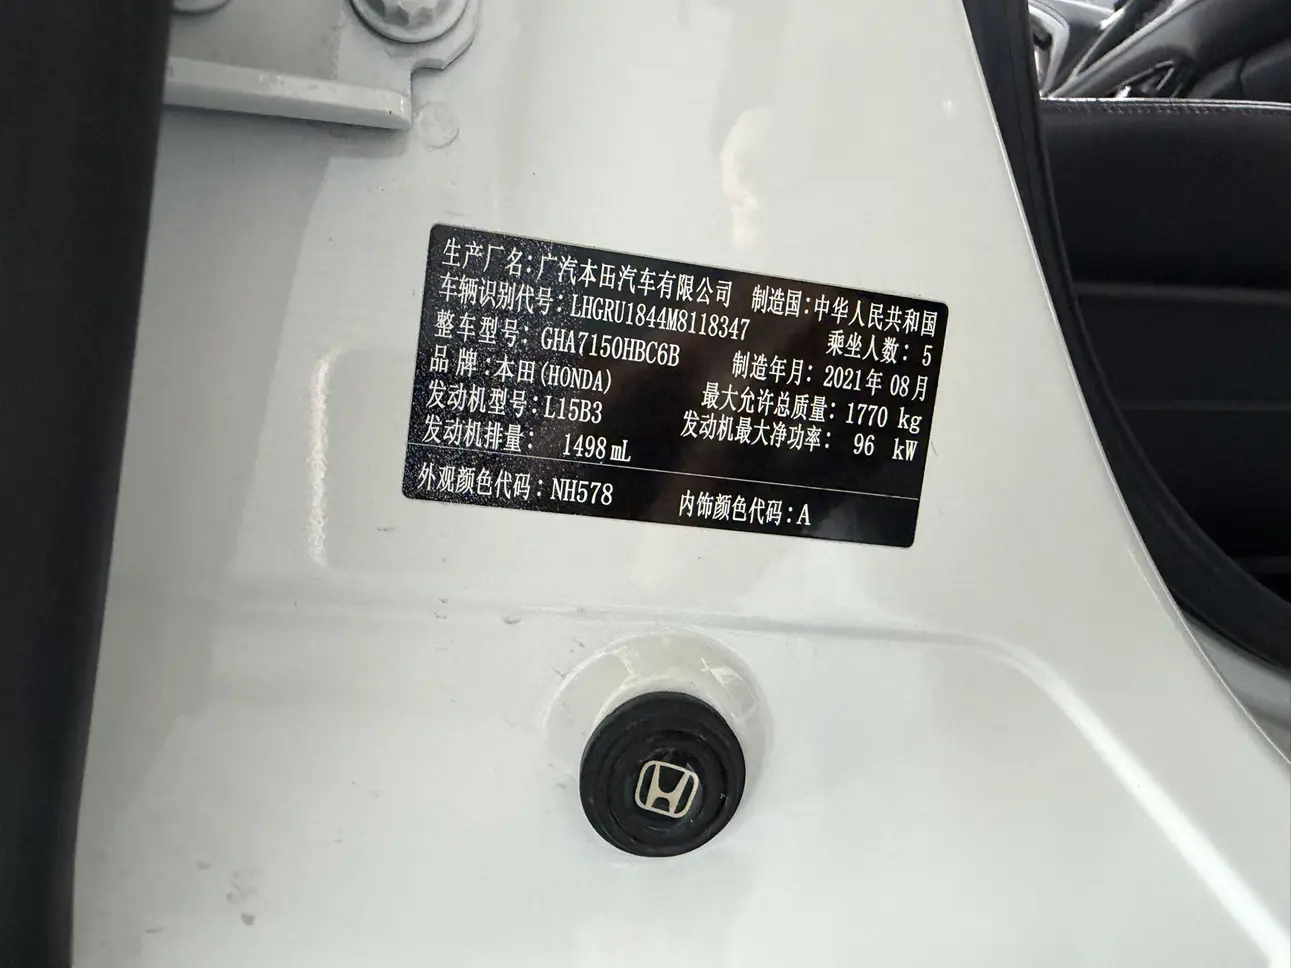 生产厂名：广汽本田汽车有限公司 制造国：中华人民共和国
车辆识别代号：LHGRU1844M8118347 乘坐人数：5
整车型号：GHA7150HBC6B 制造年月：2021年08月
品牌：本田(HONDA) 最大允许总质量：1770 kg
发动机型号：L15B3 发动机最大净功率：96 kW
发动机排量：1498 mL
外观颜色代码：NH578 内饰颜色代码：A